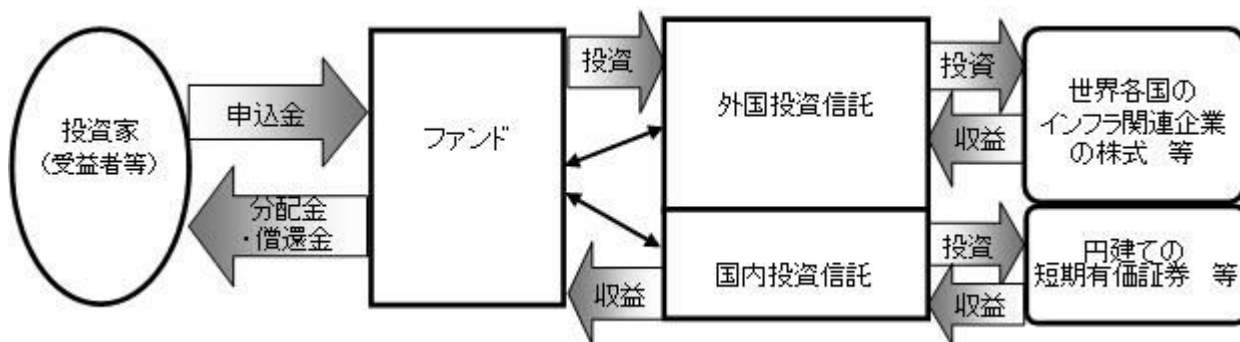 投資家
(受益者等)
申込金
分配金
・償還金
ファンド
投資
収益
外国投資信託
国内投資信託
投資
収益
投資
収益
世界各国の
インフラ関連企業
の株式　等
円建ての
短期有価証券　等